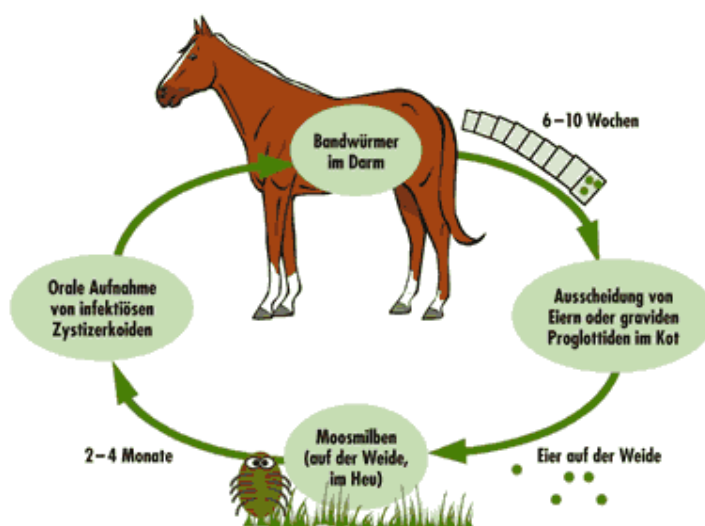 Bandwürmer
im Darm
6–10 Wochen
Ausscheidung von
Eiern oder graviden
Proglottiden im Kot
Eier auf der Weide
Moosmilben
(auf der Weide,
im Heu)
2–4 Monate
Orale Aufnahme
von infektiösen
Zystizerkoiden